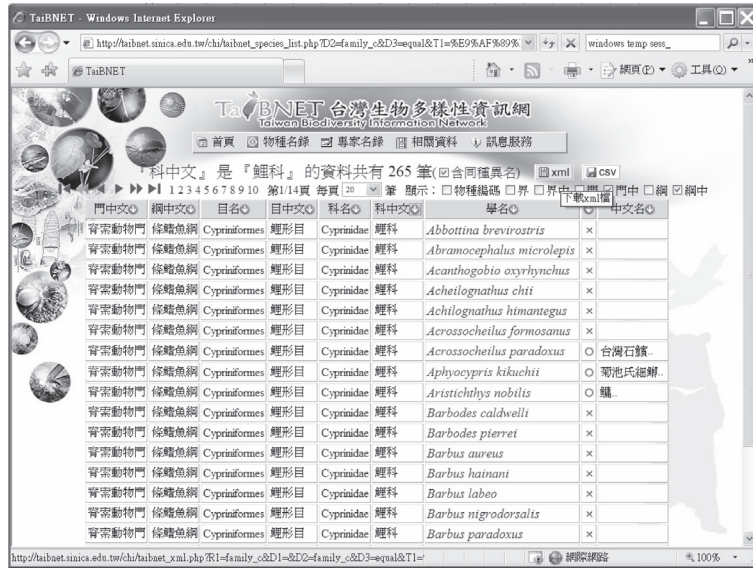 TaiBNET - Windows Internet Explorer
http://taibnet.sinica.edu.tw/chi/taibnet_species_list.php?D2=family_c&D3=equal&T1=%E9%AF%89%
windows temp sess_
TaiBNET
網頁(P) 工具(O)
TaiBNET 台灣生物多樣性資訊網
Taiwan Biodiversity Information Network
首頁 物種名錄 專家名錄 相關資料 訊息服務
『科中文』是『鯉科』的資料共有 265 筆(含同種異名) xml csv
1 2 3 4 5 6 7 8 9 10 第1/14頁 每頁 20 筆 顯示: 物種編碼 界 界中 門 門中 綱 綱中
下載xml檔
門中文 綱中文 目名 目中文 科名 科中文 學名 中文名
脊索動物門 條鰭魚綱 Cypriniformes 鯉形目 Cyprinidae 鯉科 Abbottina brevirostris ×
脊索動物門 條鰭魚綱 Cypriniformes 鯉形目 Cyprinidae 鯉科 Abramocephalus microlepis ×
脊索動物門 條鰭魚綱 Cypriniformes 鯉形目 Cyprinidae 鯉科 Acanthogobio oxyrhynchus ×
脊索動物門 條鰭魚綱 Cypriniformes 鯉形目 Cyprinidae 鯉科 Acheilognathus chii ×
脊索動物門 條鰭魚綱 Cypriniformes 鯉形目 Cyprinidae 鯉科 Achilognathus himantegus ×
脊索動物門 條鰭魚綱 Cypriniformes 鯉形目 Cyprinidae 鯉科 Acrossocheilus formosanus ×
脊索動物門 條鰭魚綱 Cypriniformes 鯉形目 Cyprinidae 鯉科 Acrossocheilus paradoxus ○ 台灣石𩼧..
脊索動物門 條鰭魚綱 Cypriniformes 鯉形目 Cyprinidae 鯉科 Aphyocypris kikuchii ○ 菊池氏細鯽..
脊索動物門 條鰭魚綱 Cypriniformes 鯉形目 Cyprinidae 鯉科 Aristichthys nobilis ○ 鱅..
脊索動物門 條鰭魚綱 Cypriniformes 鯉形目 Cyprinidae 鯉科 Barbodes caldwelli ×
脊索動物門 條鰭魚綱 Cypriniformes 鯉形目 Cyprinidae 鯉科 Barbodes pierrei ×
脊索動物門 條鰭魚綱 Cypriniformes 鯉形目 Cyprinidae 鯉科 Barbus aureus ×
脊索動物門 條鰭魚綱 Cypriniformes 鯉形目 Cyprinidae 鯉科 Barbus hainani ×
脊索動物門 條鰭魚綱 Cypriniformes 鯉形目 Cyprinidae 鯉科 Barbus labeo ×
脊索動物門 條鰭魚綱 Cypriniformes 鯉形目 Cyprinidae 鯉科 Barbus nigrodorsalis ×
脊索動物門 條鰭魚綱 Cypriniformes 鯉形目 Cyprinidae 鯉科 Barbus paradoxus ×
http://taibnet.sinica.edu.tw/chi/taibnet_xml.php?R1=family_c&D1=&D2=family_c&D3=equal&T1= 網際網路 100%